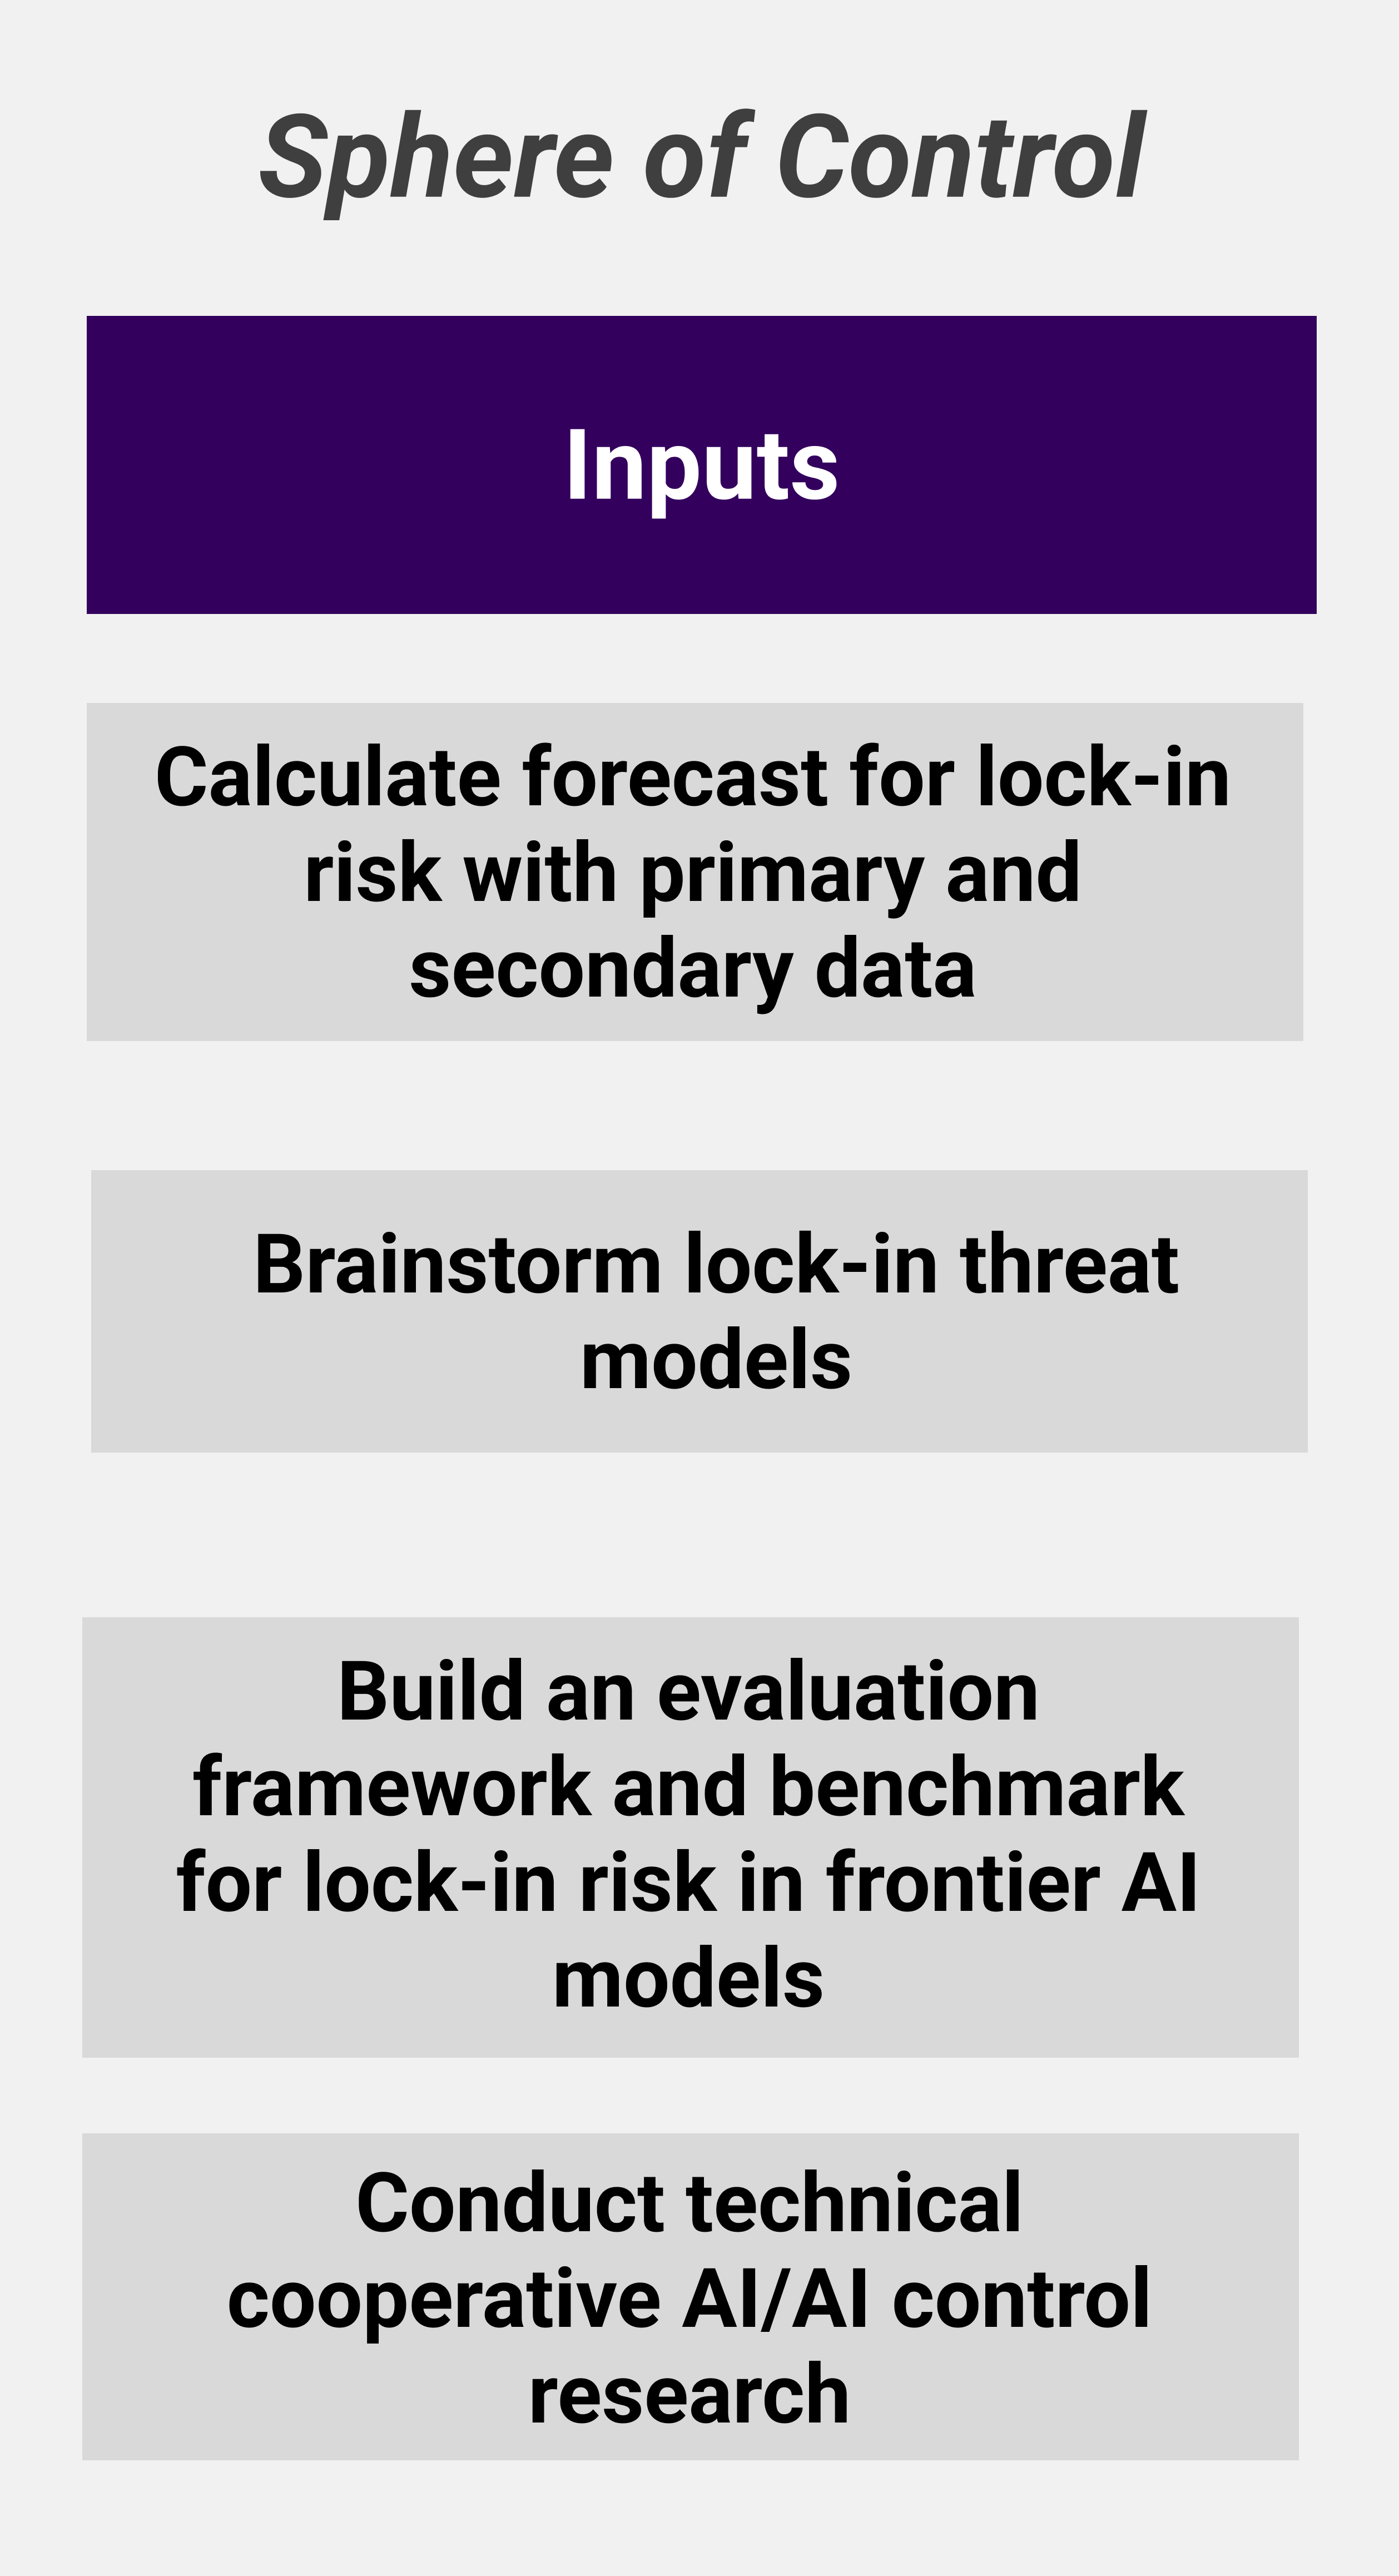 Sphere of Control
Inputs
Calculate forecast for lock-in
risk with primary and
secondary data
Brainstorm lock-in threat
models
Build an evaluation
framework and benchmark
for lock-in risk in frontier AI
models
Conduct technical
cooperative AI/AI control
research